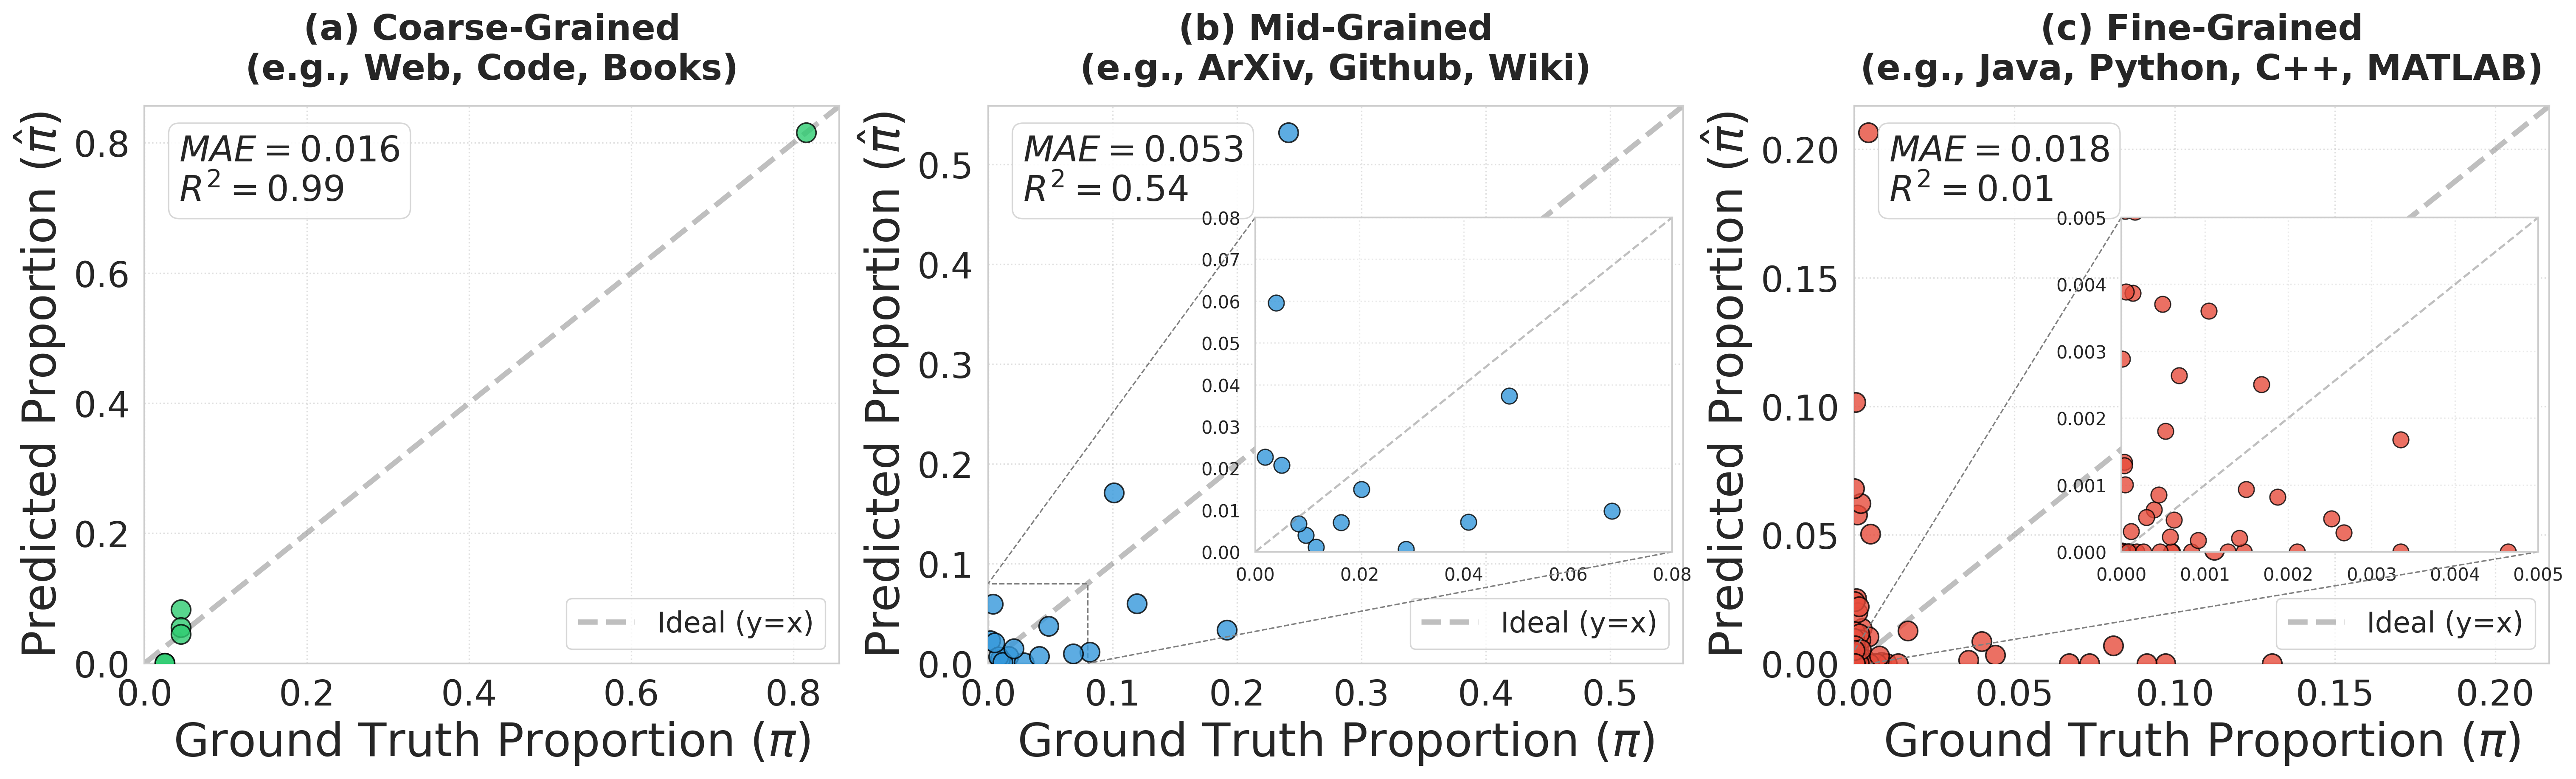 (a) Coarse-Grained
(e.g., Web, Code, Books)
Predicted Proportion (π̂)
0.8
0.6
0.4
0.2
0.0
MAE = 0.016
R² = 0.99
Ideal (y=x)
0.0 0.2 0.4 0.6 0.8
Ground Truth Proportion (π)
(b) Mid-Grained
(e.g., ArXiv, Github, Wiki)
Predicted Proportion (π̂)
0.5
0.4
0.3
0.2
0.1
0.0
MAE = 0.053
R² = 0.54
0.08
0.07
0.06
0.05
0.04
0.03
0.02
0.01
0.00
0.00 0.02 0.04 0.06 0.08
Ideal (y=x)
0.0 0.1 0.2 0.3 0.4 0.5
Ground Truth Proportion (π)
(c) Fine-Grained
(e.g., Java, Python, C++, MATLAB)
Predicted Proportion (π̂)
0.20
0.15
0.10
0.05
0.00
MAE = 0.018
R² = 0.01
0.005
0.004
0.003
0.002
0.001
0.000
0.000 0.001 0.002 0.003 0.004 0.005
Ideal (y=x)
0.00 0.05 0.10 0.15 0.20
Ground Truth Proportion (π)